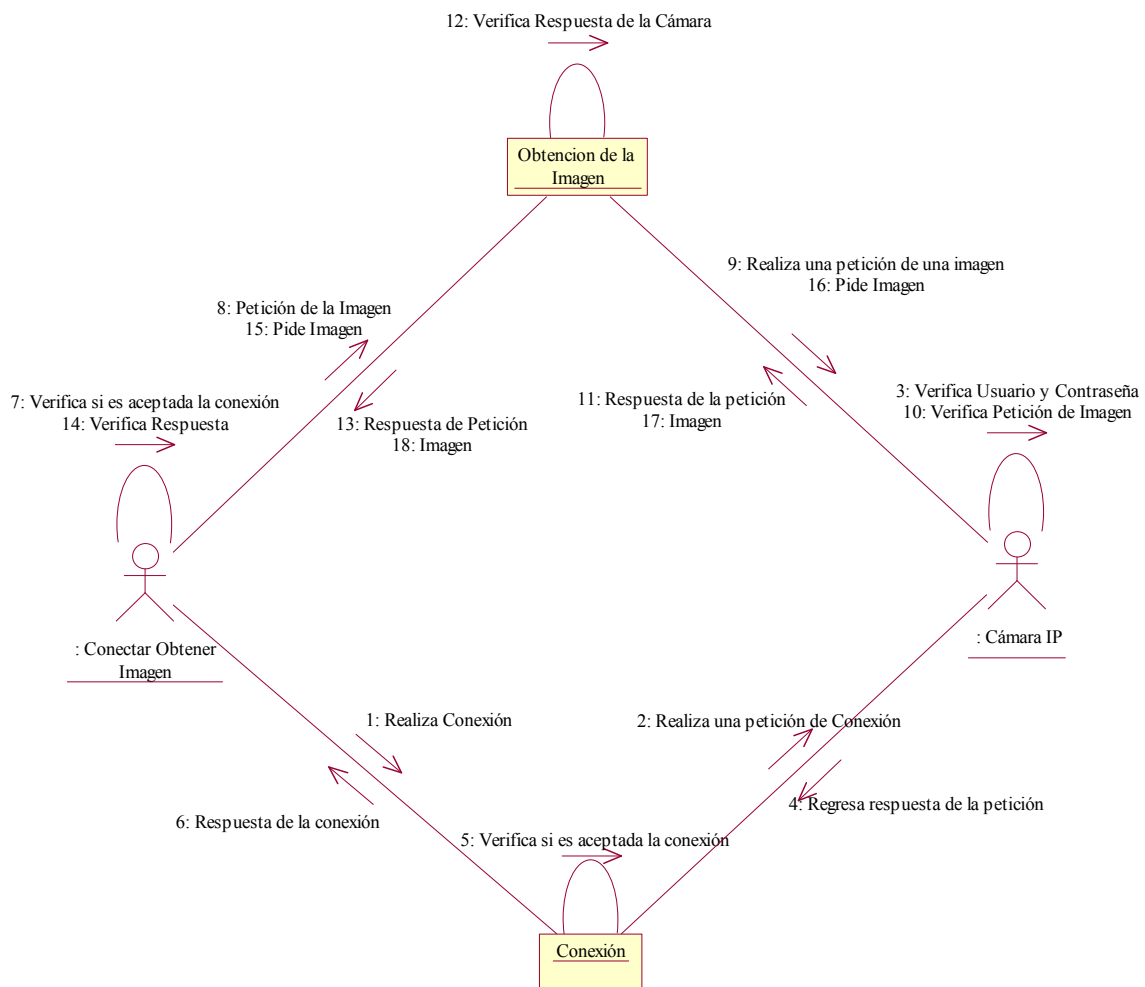 12: Verifica Respuesta de la Cámara
Obtencion de la
Imagen
9: Realiza una petición de una imagen
16: Pide Imagen
8: Petición de la Imagen
15: Pide Imagen
7: Verifica si es aceptada la conexión
14: Verifica Respuesta
13: Respuesta de Petición
18: Imagen
11: Respuesta de la petición
17: Imagen
3: Verifica Usuario y Contraseña
10: Verifica Petición de Imagen
: Conectar Obtener
Imagen
: Cámara IP
1: Realiza Conexión
2: Realiza una petición de Conexión
6: Respuesta de la conexión
4: Regresa respuesta de la petición
5: Verifica si es aceptada la conexión
Conexión